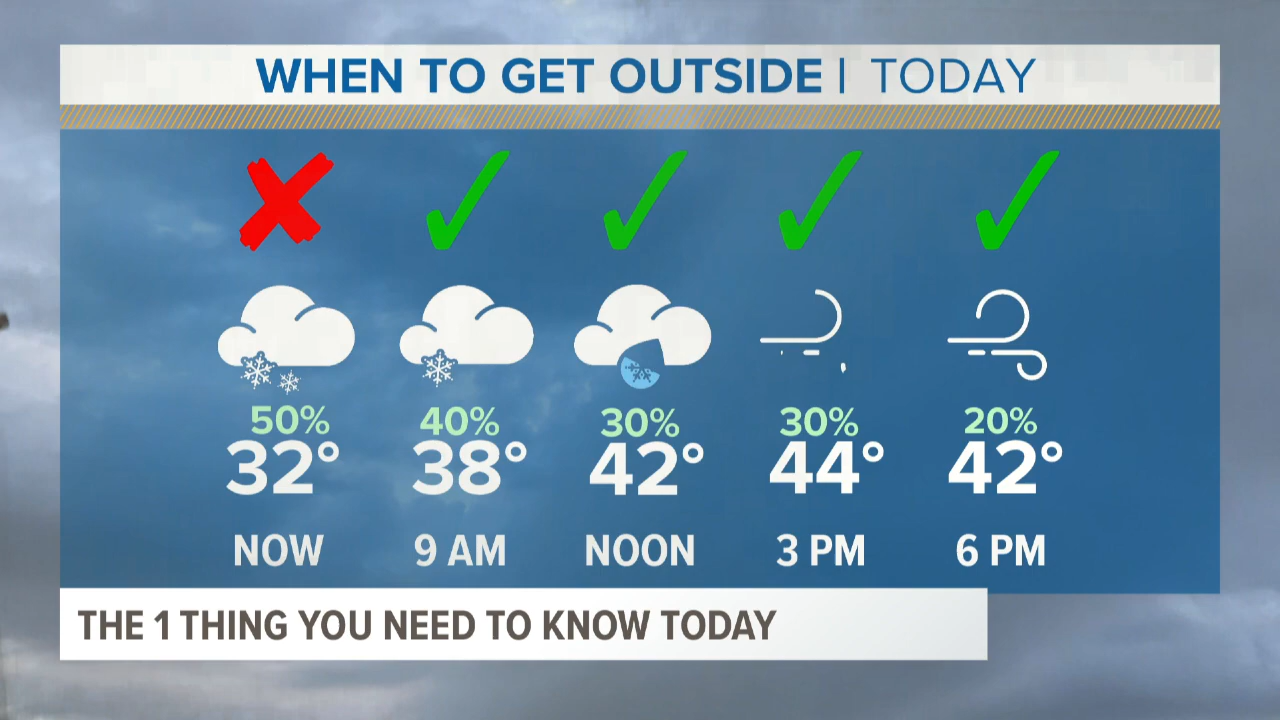 WHEN TO GET OUTSIDE | TODAY
50% 40% 30% 30% 20%
32° 38° 42° 44° 42°
NOW 9 AM NOON 3 PM 6 PM
THE 1 THING YOU NEED TO KNOW TODAY